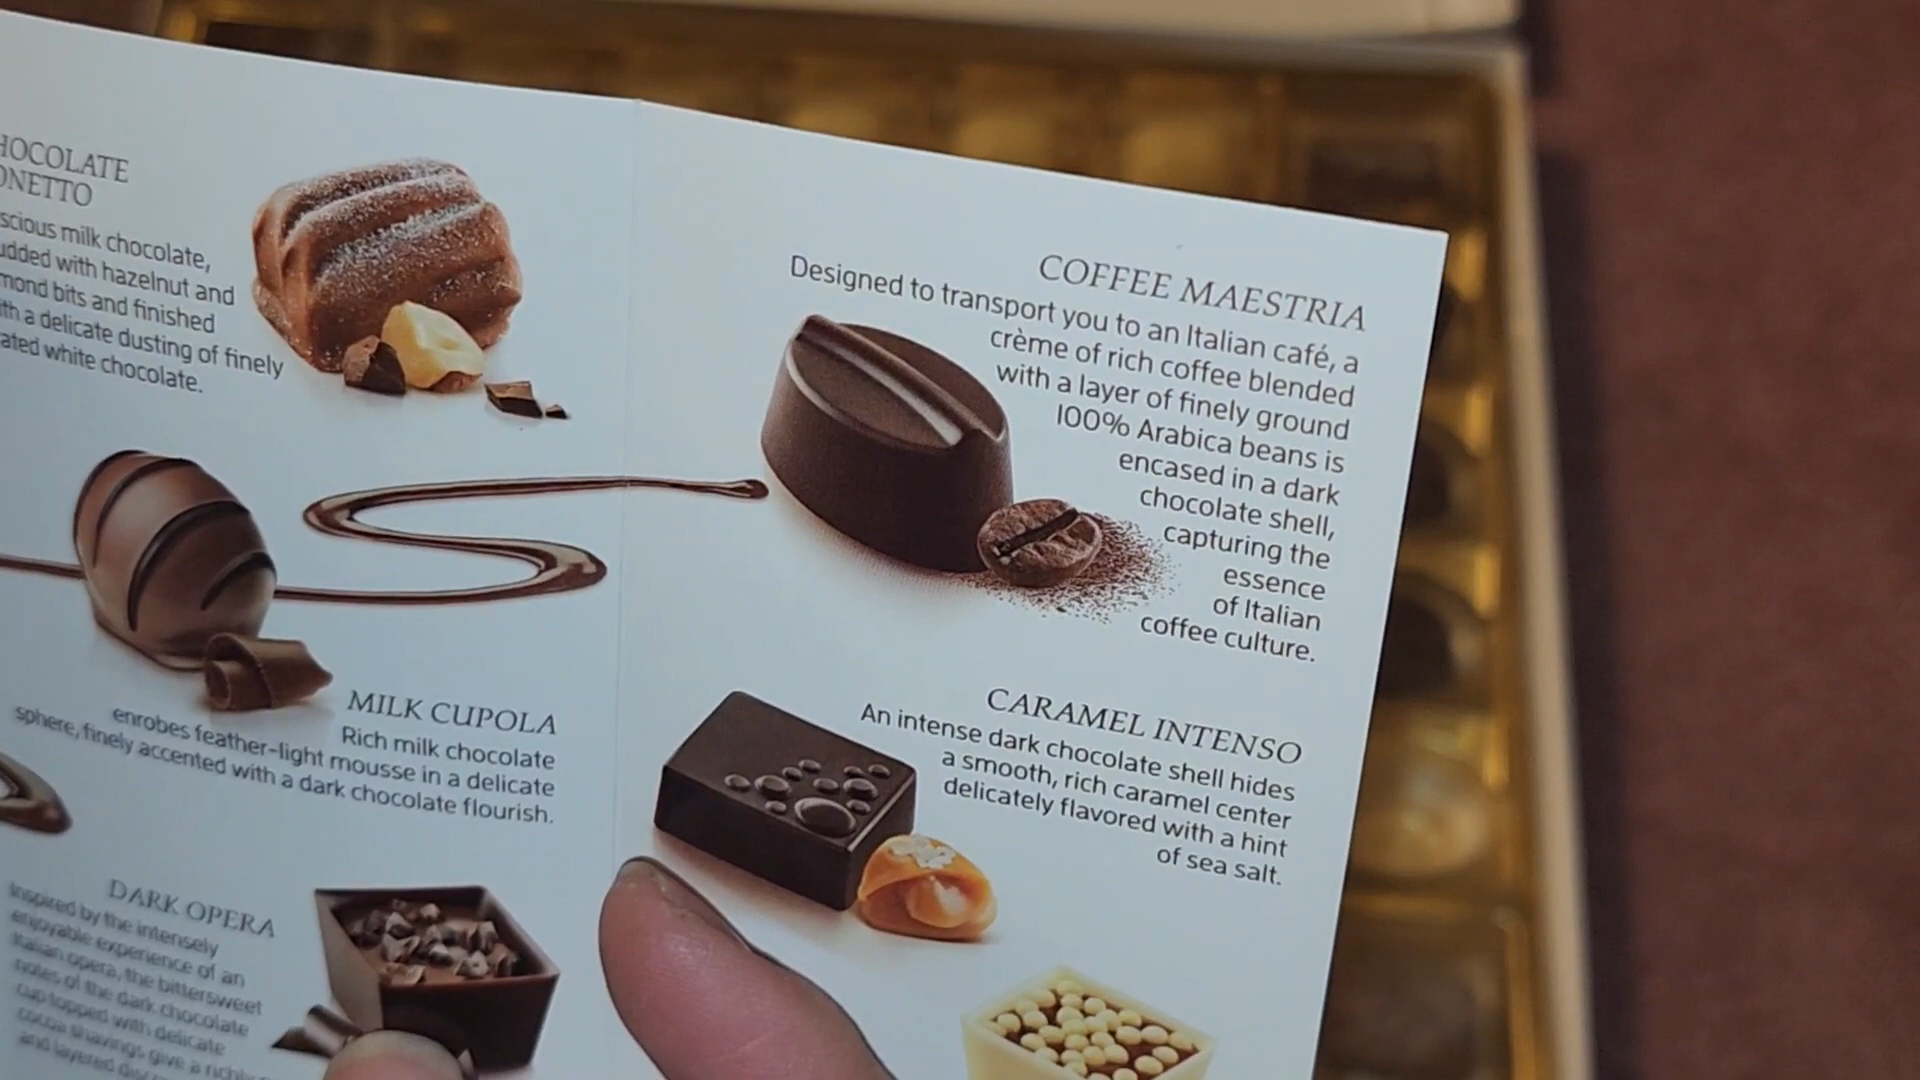 HOCOLATE
ONETTO
scious milk chocolate,
udded with hazelnut and
mond bits and finished
ith a delicate dusting of finely
ated white chocolate.
MILK CUPOLA
Rich milk chocolate
enrobes feather-light mousse in a delicate
sphere, finely accented with a dark chocolate flourish.
DARK OPERA
Inspired by the intensely
enjoyable experience of an
Italian opera, the bittersweet
notes of the dark chocolate
cup topped with delicate
cocoa shavings give a richly
and layered
COFFEE MAESTRIA
Designed to transport you to an Italian café, a
crème of rich coffee blended
with a layer of finely ground
100% Arabica beans is
encased in a dark
chocolate shell,
capturing the
essence
of Italian
coffee culture.
CARAMEL INTENSO
An intense dark chocolate shell hides
a smooth, rich caramel center
delicately flavored with a hint
of sea salt.